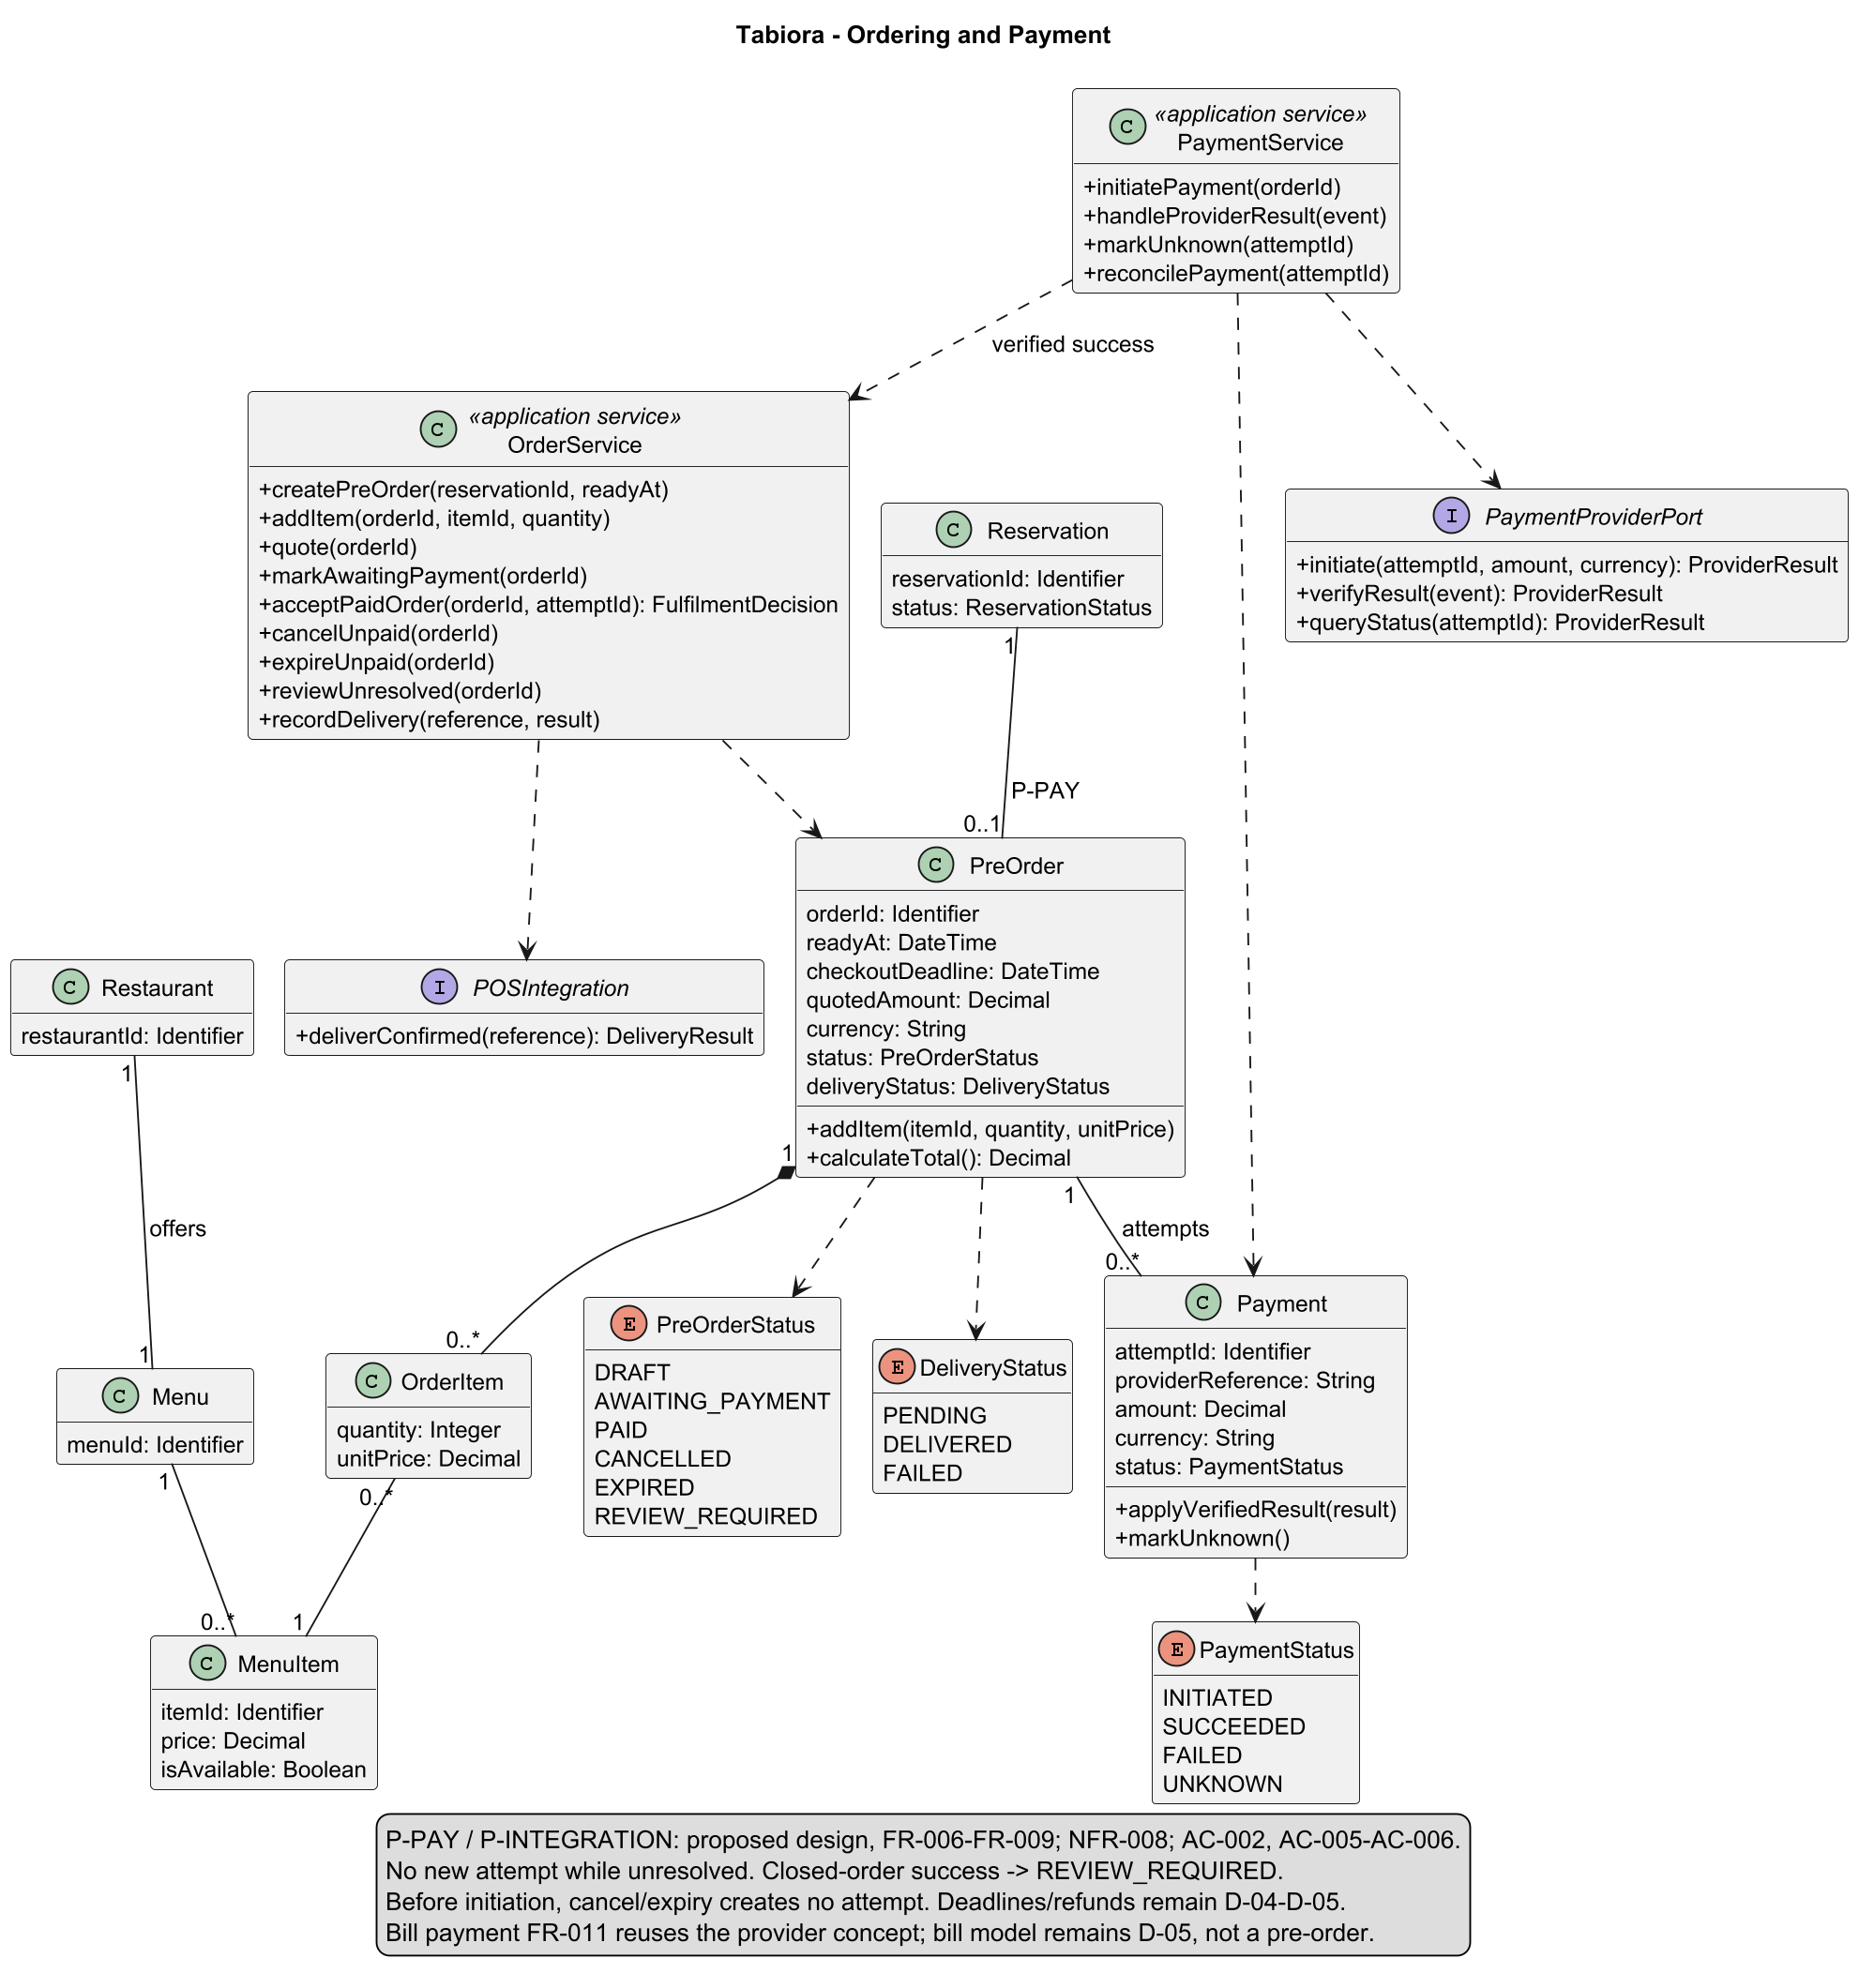 Tabiora - Ordering and Payment
C
«application service»
PaymentService
+initiatePayment(orderId)
+handleProviderResult(event)
+markUnknown(attemptId)
+reconcilePayment(attemptId)
verified success
C
«application service»
OrderService
+createPreOrder(reservationId, readyAt)
+addItem(orderId, itemId, quantity)
+quote(orderId)
+markAwaitingPayment(orderId)
+acceptPaidOrder(orderId, attemptId): FulfilmentDecision
+cancelUnpaid(orderId)
+expireUnpaid(orderId)
+reviewUnresolved(orderId)
+recordDelivery(reference, result)
C Reservation
reservationId: Identifier
status: ReservationStatus
I PaymentProviderPort
+initiate(attemptId, amount, currency): ProviderResult
+verifyResult(event): ProviderResult
+queryStatus(attemptId): ProviderResult
1
P-PAY
0..1
C PreOrder
orderId: Identifier
readyAt: DateTime
checkoutDeadline: DateTime
quotedAmount: Decimal
currency: String
status: PreOrderStatus
deliveryStatus: DeliveryStatus
+addItem(itemId, quantity, unitPrice)
+calculateTotal(): Decimal
C Restaurant
restaurantId: Identifier
I POSIntegration
+deliverConfirmed(reference): DeliveryResult
1
1
1
offers
attempts
1
0..*
0..*
C Menu
menuId: Identifier
C OrderItem
quantity: Integer
unitPrice: Decimal
E PreOrderStatus
DRAFT
AWAITING_PAYMENT
PAID
CANCELLED
EXPIRED
REVIEW_REQUIRED
E DeliveryStatus
PENDING
DELIVERED
FAILED
C Payment
attemptId: Identifier
providerReference: String
amount: Decimal
currency: String
status: PaymentStatus
+applyVerifiedResult(result)
+markUnknown()
1
0..*
0..*
1
C MenuItem
itemId: Identifier
price: Decimal
isAvailable: Boolean
E PaymentStatus
INITIATED
SUCCEEDED
FAILED
UNKNOWN
P-PAY / P-INTEGRATION: proposed design, FR-006-FR-009; NFR-008; AC-002, AC-005-AC-006.
No new attempt while unresolved. Closed-order success -> REVIEW_REQUIRED.
Before initiation, cancel/expiry creates no attempt. Deadlines/refunds remain D-04-D-05.
Bill payment FR-011 reuses the provider concept; bill model remains D-05, not a pre-order.